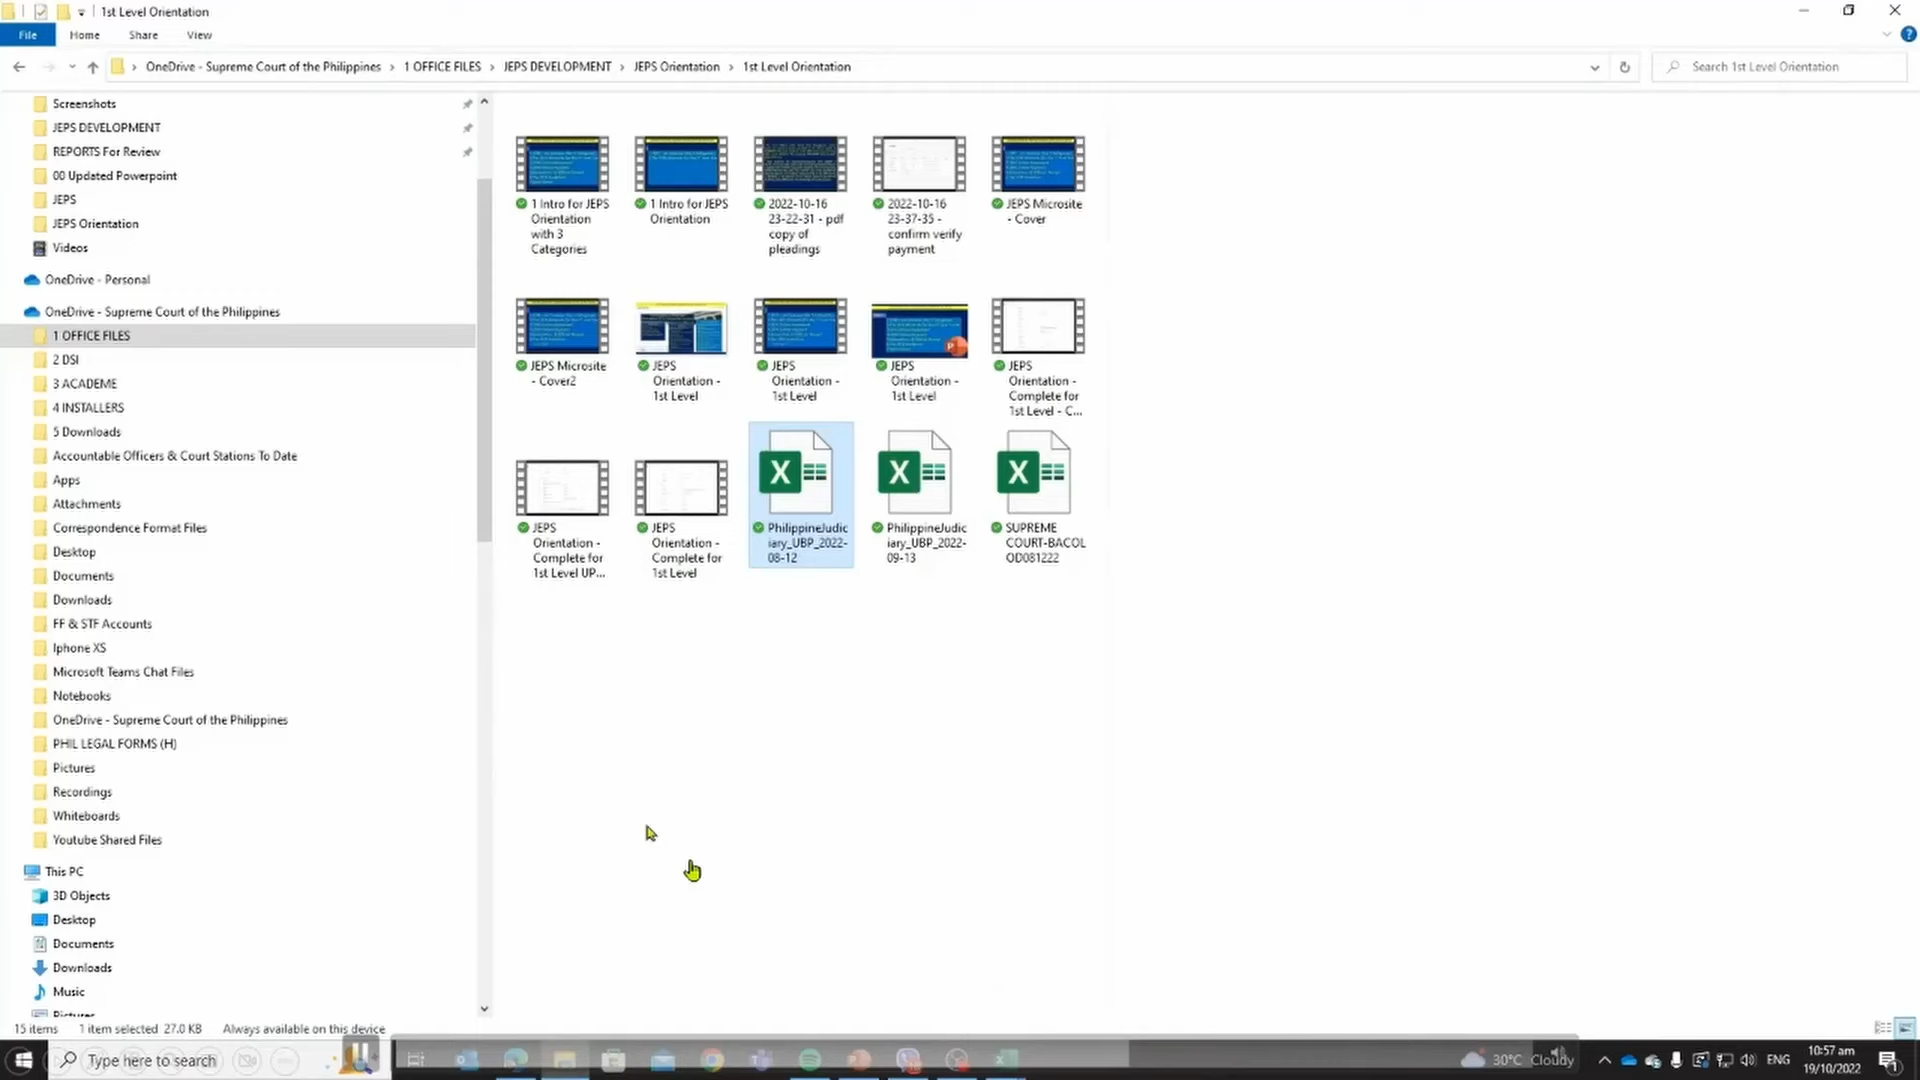 1st Level Orientation
File
Home
Share
View
OneDrive - Supreme Court of the Philippines
1 OFFICE FILES
JEPS DEVELOPMENT
JEPS Orientation
1st Level Orientation
Search 1st Level Orientation
Screenshots
JEPS DEVELOPMENT
REPORTS For Review
00 Updated Powerpoint
JEPS
JEPS Orientation
Videos
OneDrive - Personal
OneDrive - Supreme Court of the Philippines
1 OFFICE FILES
2 DSI
3 ACADEME
4 INSTALLERS
5 Downloads
Accountable Officers & Court Stations To Date
Apps
Attachments
Correspondence Format Files
Desktop
Documents
Downloads
FF & STF Accounts
Iphone XS
Microsoft Teams Chat Files
Notebooks
OneDrive - Supreme Court of the Philippines
PHIL LEGAL FORMS (H)
Pictures
Recordings
Whiteboards
Youtube Shared Files
This PC
3D Objects
Desktop
Documents
Downloads
Music
Pictures
1 Intro for JEPS
Orientation
with 3
Categories
1 Intro for JEPS
Orientation
2022-10-16
23-22-31 - pdf
copy of
pleadings
2022-10-16
23-37-35 -
confirm verify
payment
JEPS Microsite
- Cover
JEPS Microsite
- Cover2
JEPS
Orientation -
1st Level
JEPS
Orientation -
1st Level
JEPS
Orientation -
1st Level
JEPS
Orientation -
Complete for
1st Level - C...
JEPS
Orientation -
Complete for
1st Level UP...
JEPS
Orientation -
Complete for
1st Level
PhilippineJudic
iary_UBP_2022-
08-12
PhilippineJudic
iary_UBP_2022-
09-13
SUPREME
COURT-BACOL
OD081222
15 items
1 item selected 27.0 KB
Always available on this device
Type here to search
30°C Cloudy
ENG
10:57 am
19/10/2022